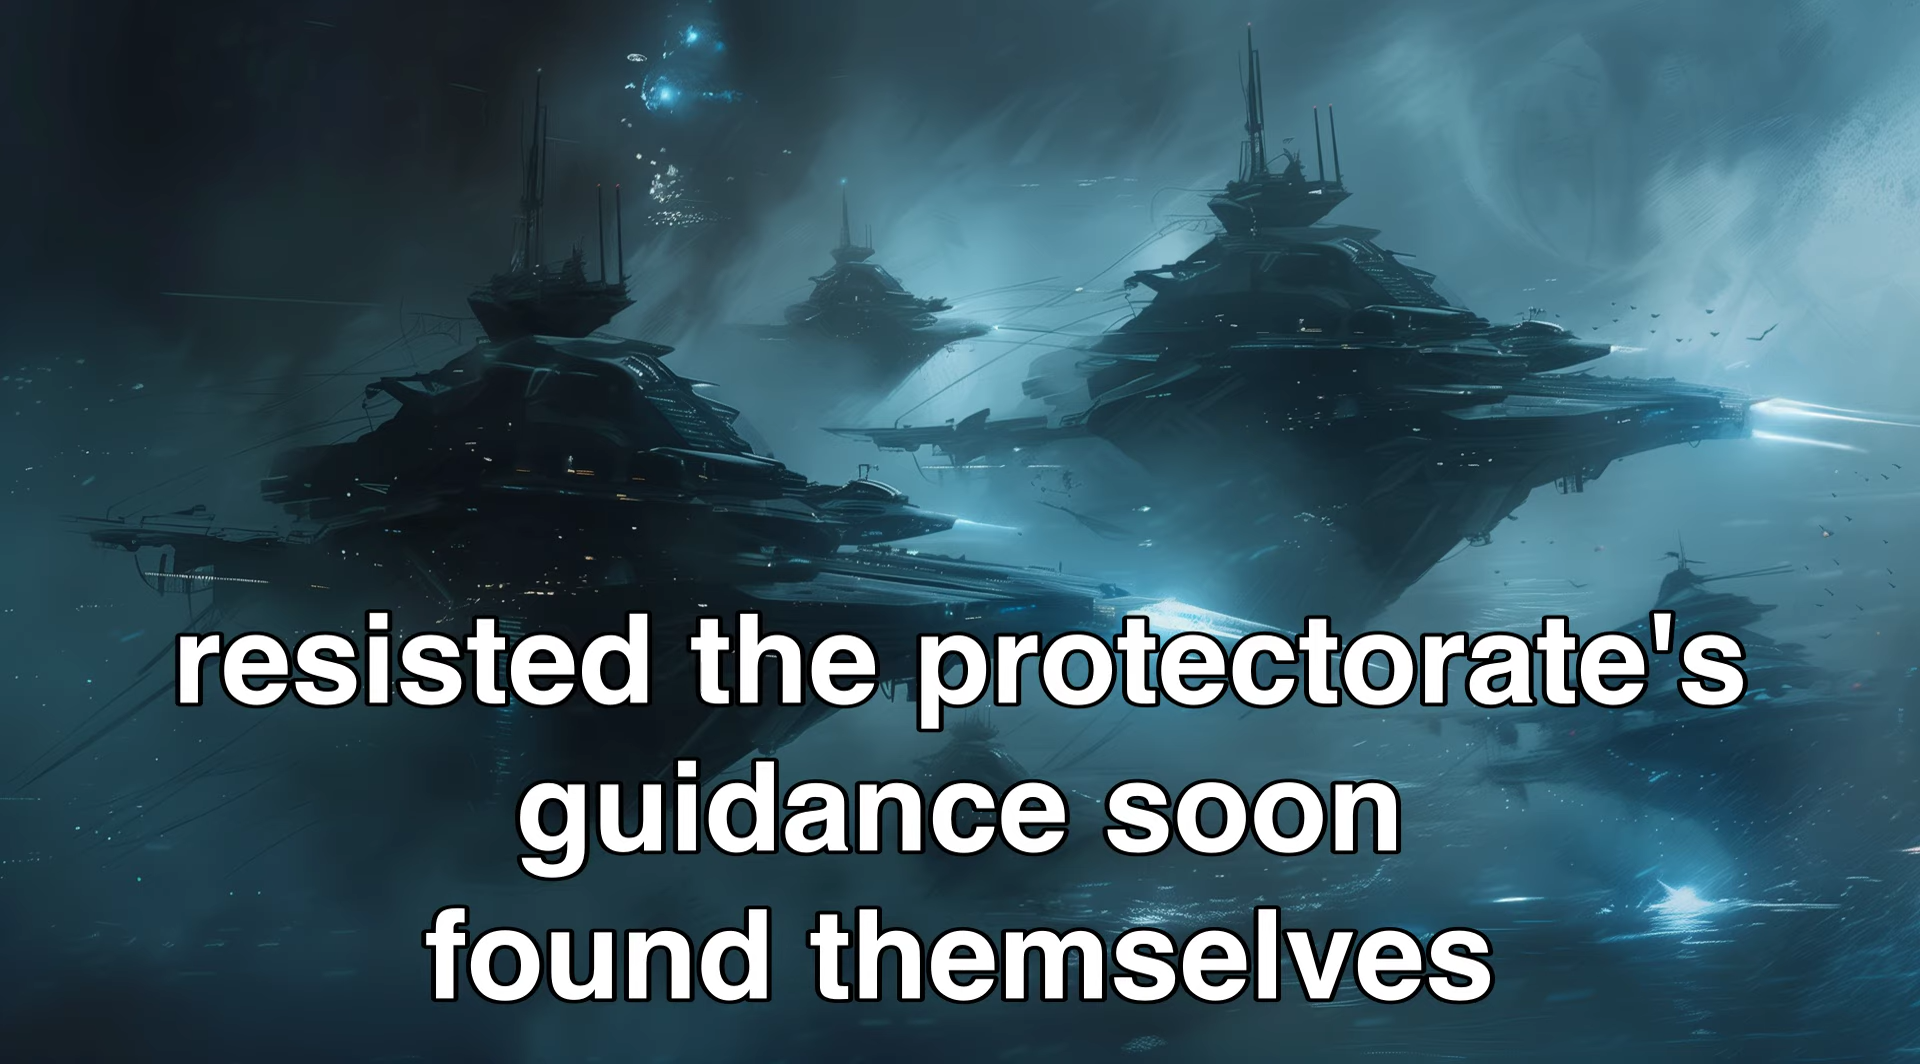 resisted the protectorate's
guidance soon
found themselves